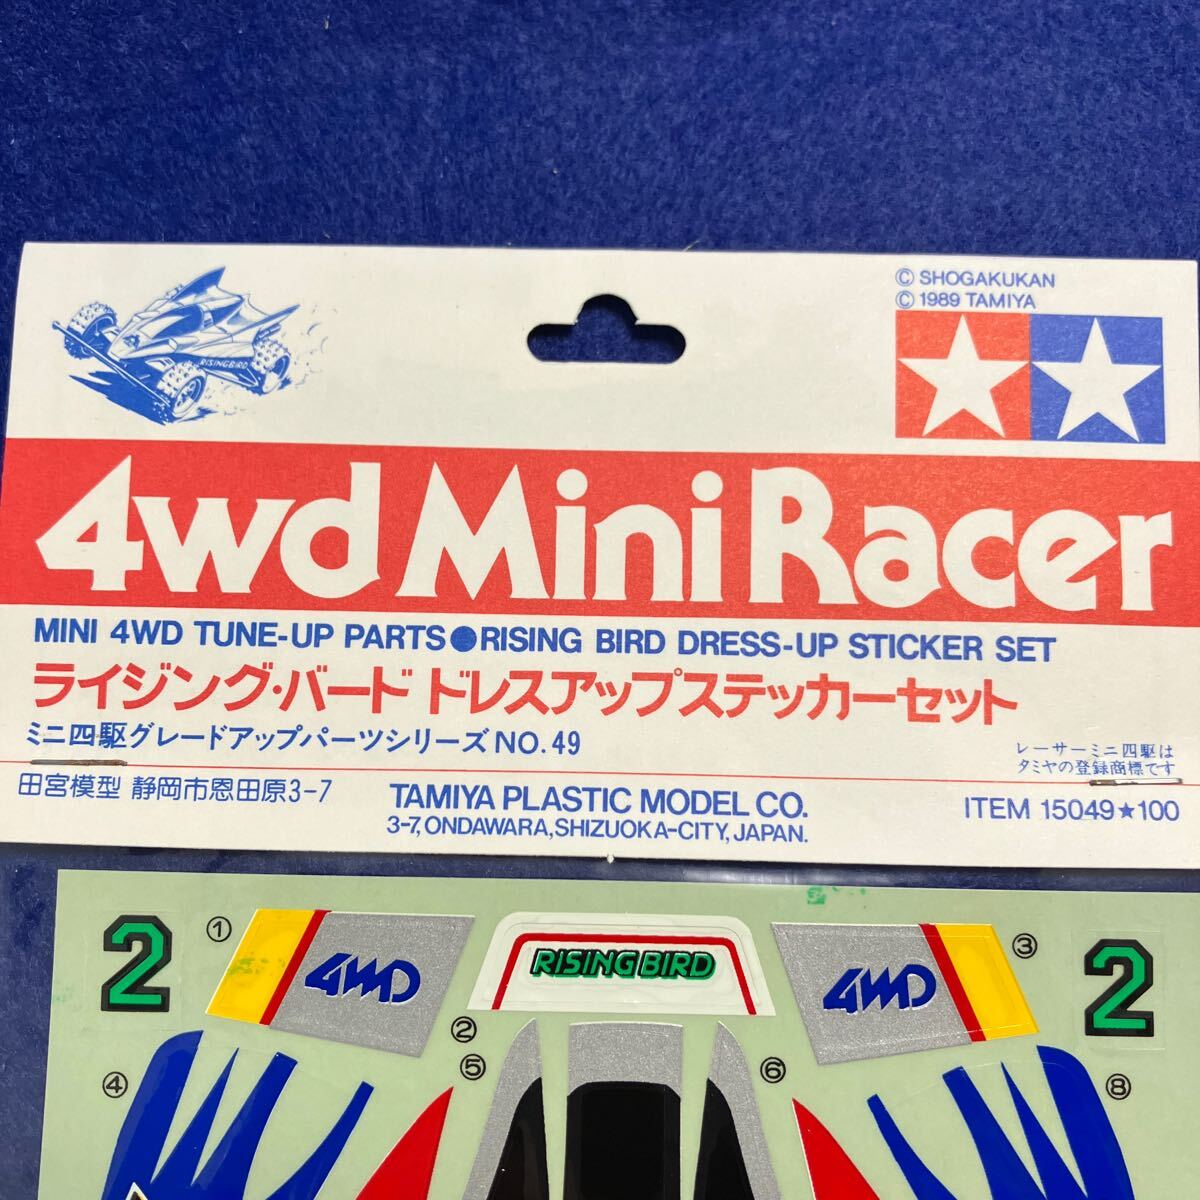 © SHOGAKUKAN
© 1989 TAMIYA
RISING BIRD
4wd Mini Racer
MINI 4WD TUNE-UP PARTS●RISING BIRD DRESS-UP STICKER SET
ライジング・バード ドレスアップステッカーセット
ミニ四駆グレードアップパーツシリーズNO.49
レーサーミニ四駆は
タミヤの登録商標です
田宮模型 静岡市恩田原3-7
TAMIYA PLASTIC MODEL CO.
3-7, ONDAWARA, SHIZUOKA-CITY, JAPAN.
ITEM 15049★100
2
①
4WD
RISING BIRD
4WD
③
2
②
④
⑤
⑥
⑧